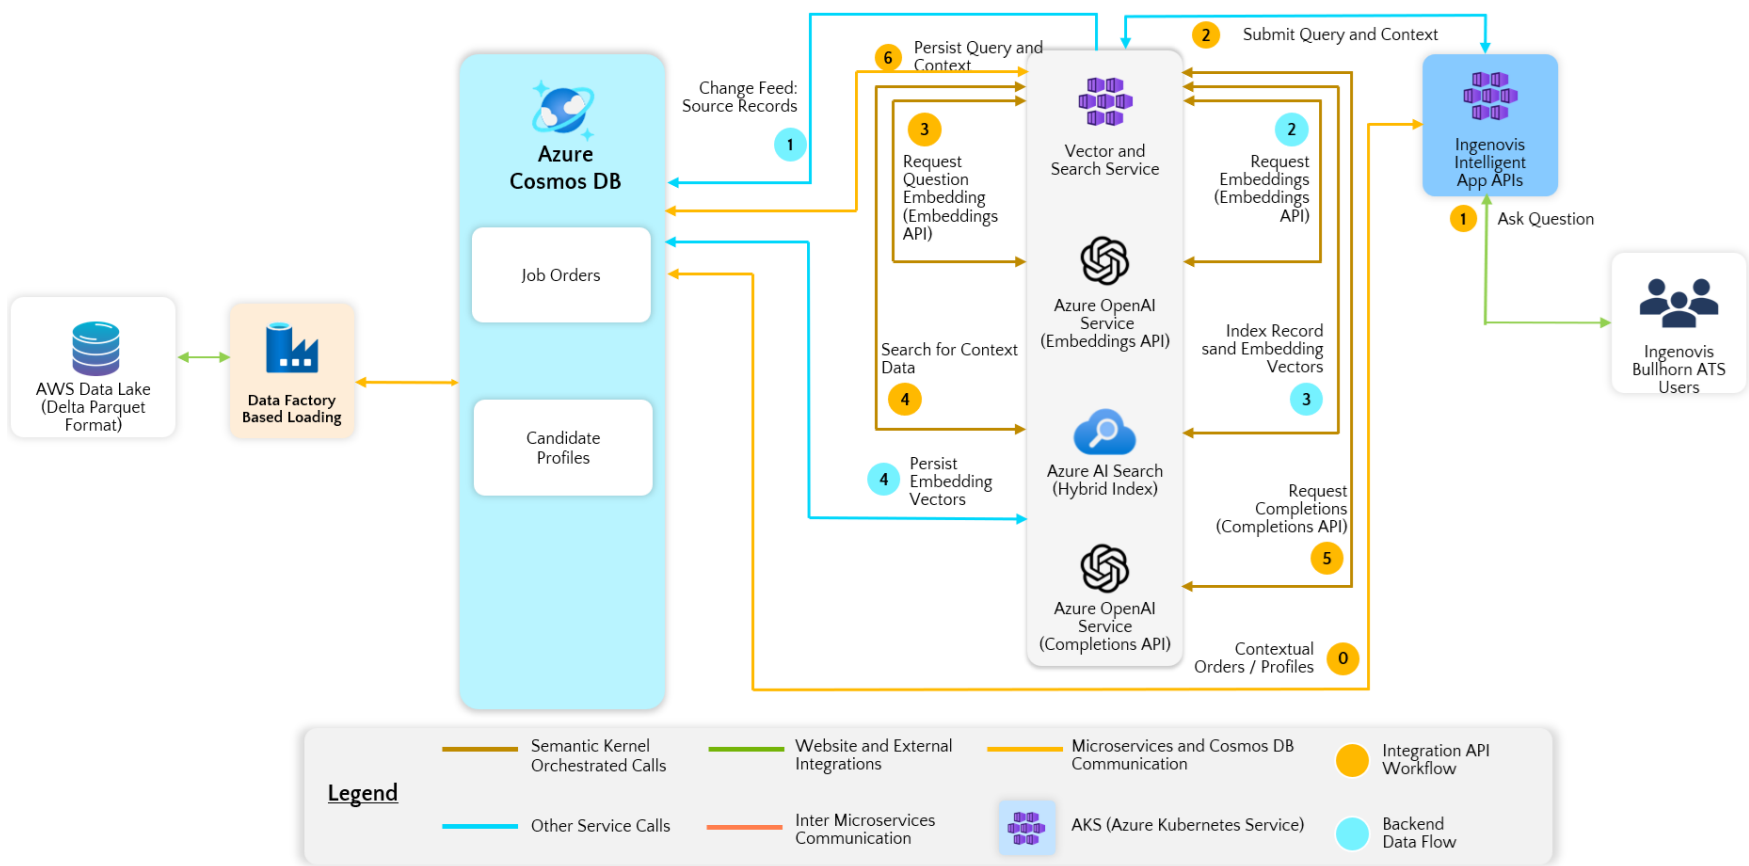 2
Submit Query and Context
6
Persist Query and
Context
Change Feed:
Source Records
1
Azure
Cosmos DB
Job Orders
Candidate
Profiles
AWS Data Lake
(Delta Parquet
Format)
Data Factory
Based Loading
3
Request
Question
Embedding
(Embeddings
API)
Search for Context
Data
4
4
Persist
Embedding
Vectors
Vector and
Search Service
Azure OpenAI
Service
(Embeddings API)
Azure AI Search
(Hybrid Index)
Azure OpenAI
Service
(Completions API)
2
Request
Embeddings
(Embeddings
API)
Index Record
sand Embedding
Vectors
3
Request
Completions
(Completions API)
5
Contextual
Orders / Profiles
0
Ingenovis
Intelligent
App APIs
1
Ask Question
Ingenovis
Bullhorn ATS
Users
Legend
Semantic Kernel
Orchestrated Calls
Website and External
Integrations
Microservices and Cosmos DB
Communication
Integration API
Workflow
Other Service Calls
Inter Microservices
Communication
AKS (Azure Kubernetes Service)
Backend
Data Flow